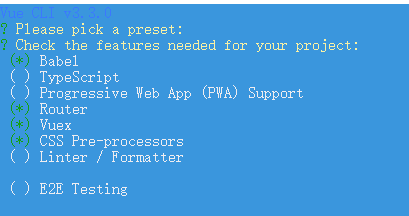 Vue CLI v3.3.0
? Please pick a preset:
? Check the features needed for your project:
(*) Babel
( ) TypeScript
( ) Progressive Web App (PWA) Support
(*) Router
(*) Vuex
(*) CSS Pre-processors
( ) Linter / Formatter
( ) E2E Testing